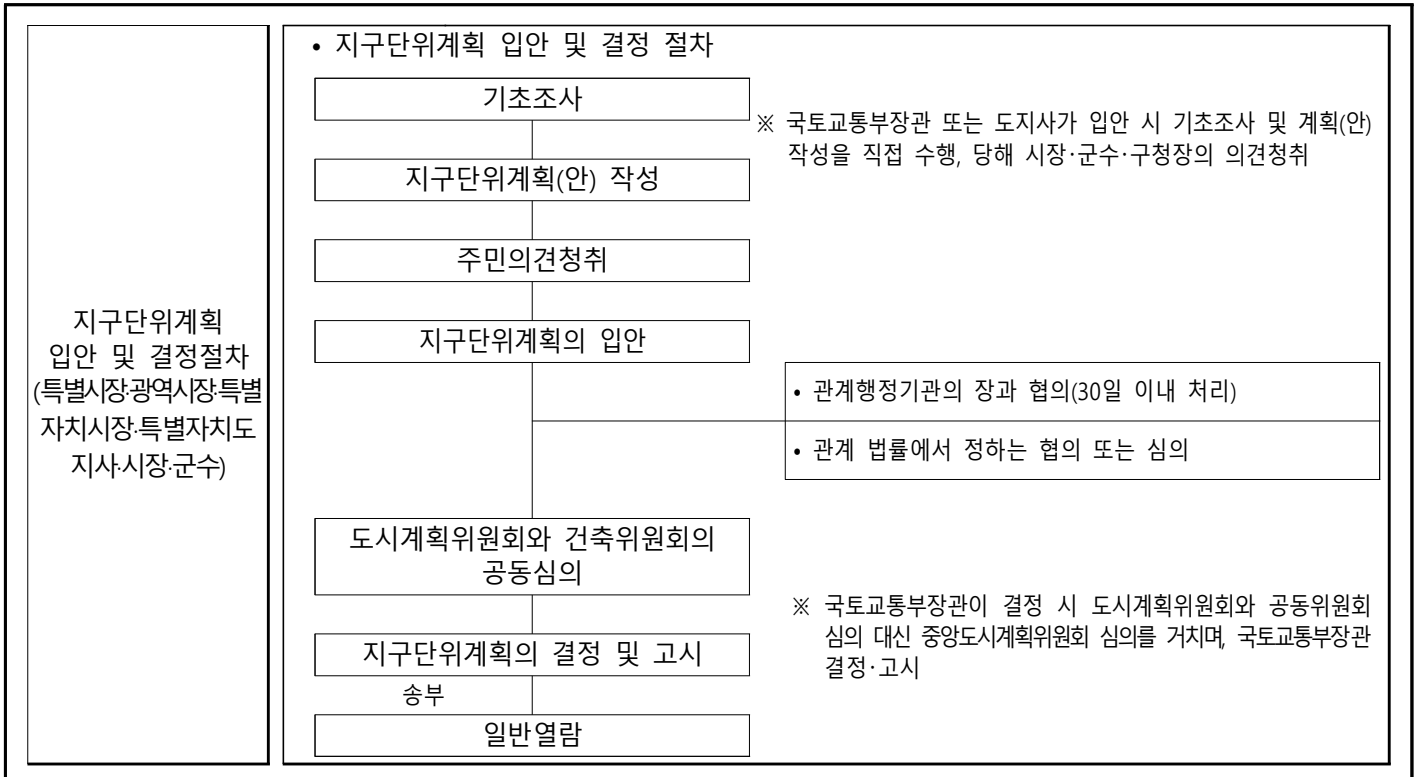 지구단위계획
입안 및 결정절차
(특별시장·광역시장·특별
자치시장·특별자치도
지사·시장·군수)
• 지구단위계획 입안 및 결정 절차
기초조사
※ 국토교통부장관 또는 도지사가 입안 시 기초조사 및 계획(안)
작성을 직접 수행, 당해 시장·군수·구청장의 의견청취
지구단위계획(안) 작성
주민의견청취
지구단위계획의 입안
• 관계행정기관의 장과 협의(30일 이내 처리)
• 관계 법률에서 정하는 협의 또는 심의
도시계획위원회와 건축위원회의
공동심의
※ 국토교통부장관이 결정 시 도시계획위원회와 공동위원회
심의 대신 중앙도시계획위원회 심의를 거치며, 국토교통부장관
결정·고시
지구단위계획의 결정 및 고시
송부
일반열람